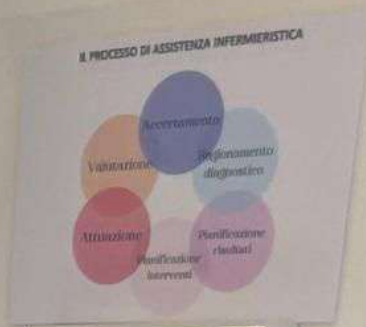 IL PROCESSO DI ASSISTENZA INFERMIERISTICA
Accertamento
Ragionamento
diagnostico
Pianificazione
risultati
Pianificazione
interventi
Attuazione
Valutazione